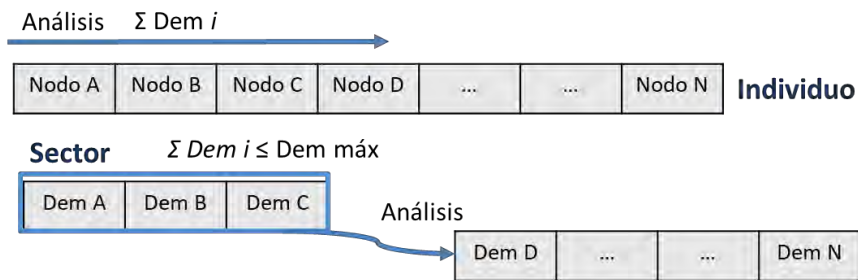 Análisis Σ Dem i
Nodo A Nodo B Nodo C Nodo D ... ... Nodo N Individuo
Sector Σ Dem i ≤ Dem máx
Dem A Dem B Dem C
Análisis
Dem D ... ... Dem N